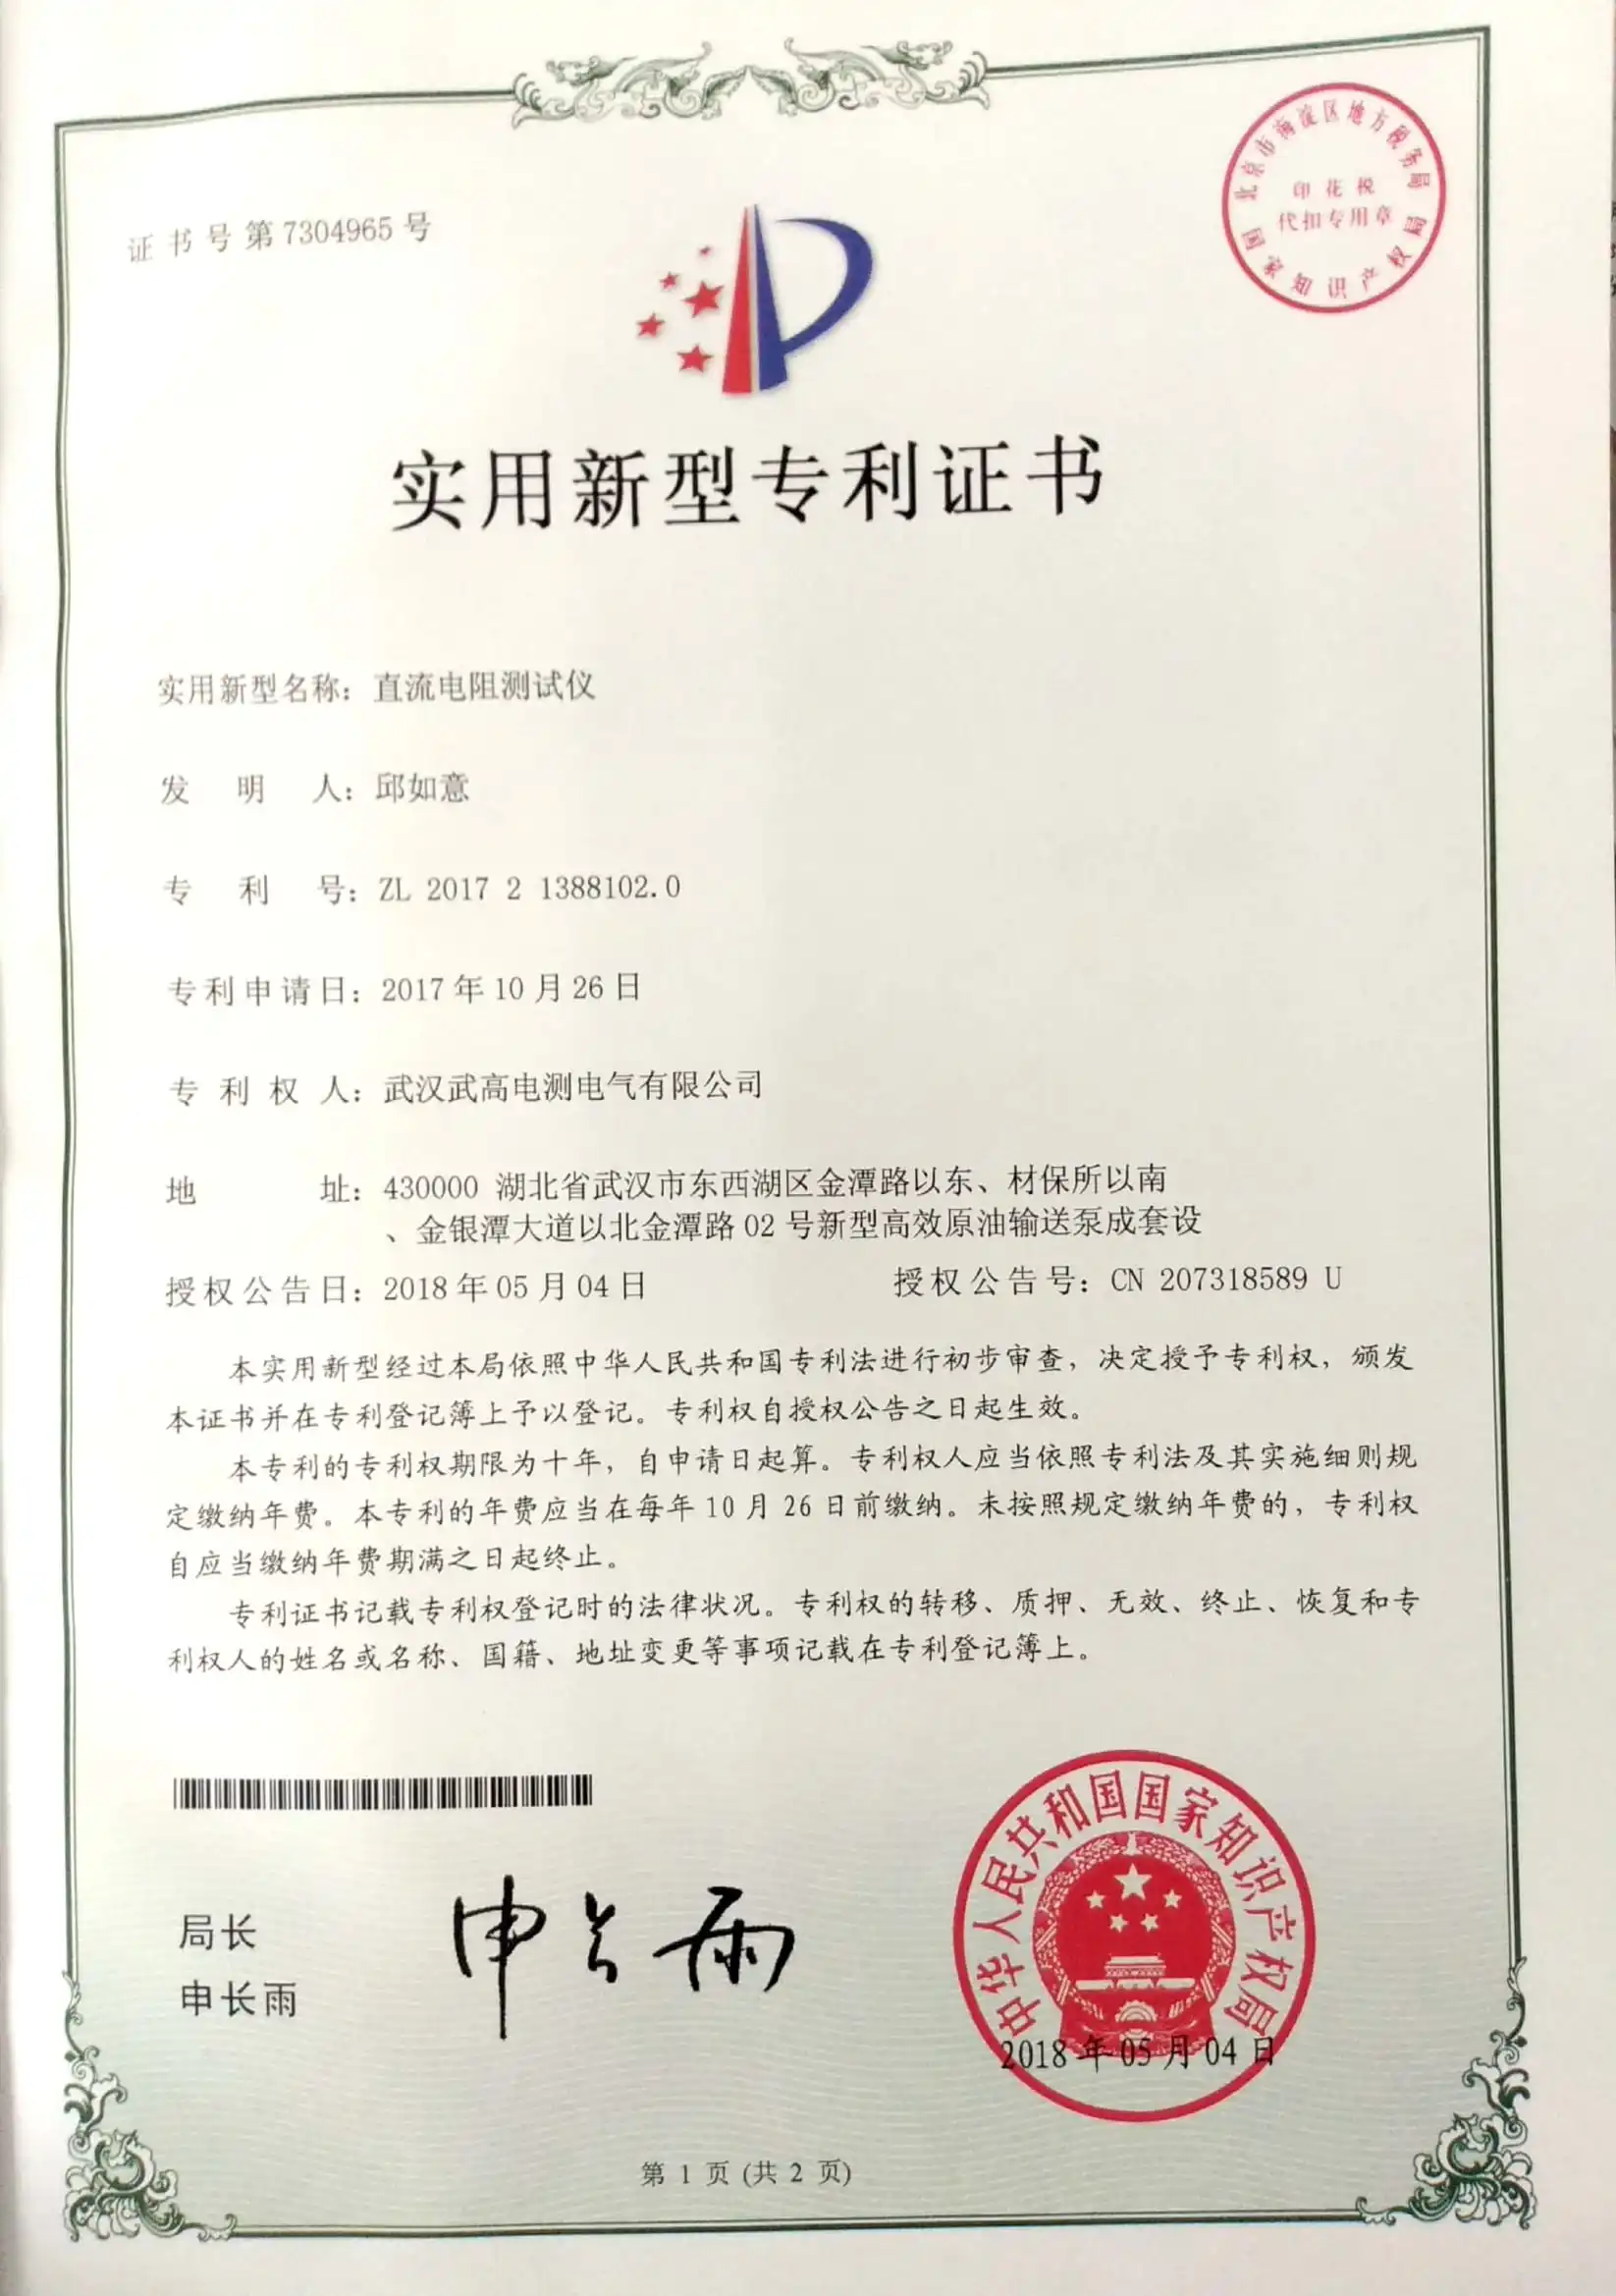 证书号第7304965号
北京市海淀区地方税务局
印花税
代扣专用章
国家知识产权局
实用新型专利证书
实用新型名称：直流电阻测试仪
发明人：邱如意
专利号：ZL 2017 2 1388102.0
专利申请日：2017年10月26日
专利权人：武汉武高电测电气有限公司
地址：430000 湖北省武汉市东西湖区金潭路以东、材保所以南
、金银潭大道以北金潭路02号新型高效原油输送泵成套设
授权公告日：2018年05月04日 授权公告号：CN 207318589 U
本实用新型经过本局依照中华人民共和国专利法进行初步审查，决定授予专利权，颁发
本证书并在专利登记簿上予以登记。专利权自授权公告之日起生效。
本专利的专利权期限为十年，自申请日起算。专利权人应当依照专利法及其实施细则规
定缴纳年费。本专利的年费应当在每年10月26日前缴纳。未按照规定缴纳年费的，专利权
自应当缴纳年费期满之日起终止。
专利证书记载专利权登记时的法律状况。专利权的转移、质押、无效、终止、恢复和专
利权人的姓名或名称、国籍、地址变更等事项记载在专利登记簿上。
局长
申长雨
申长雨
中华人民共和国国家知识产权局
2018年05月04日
第 1 页 (共 2 页)